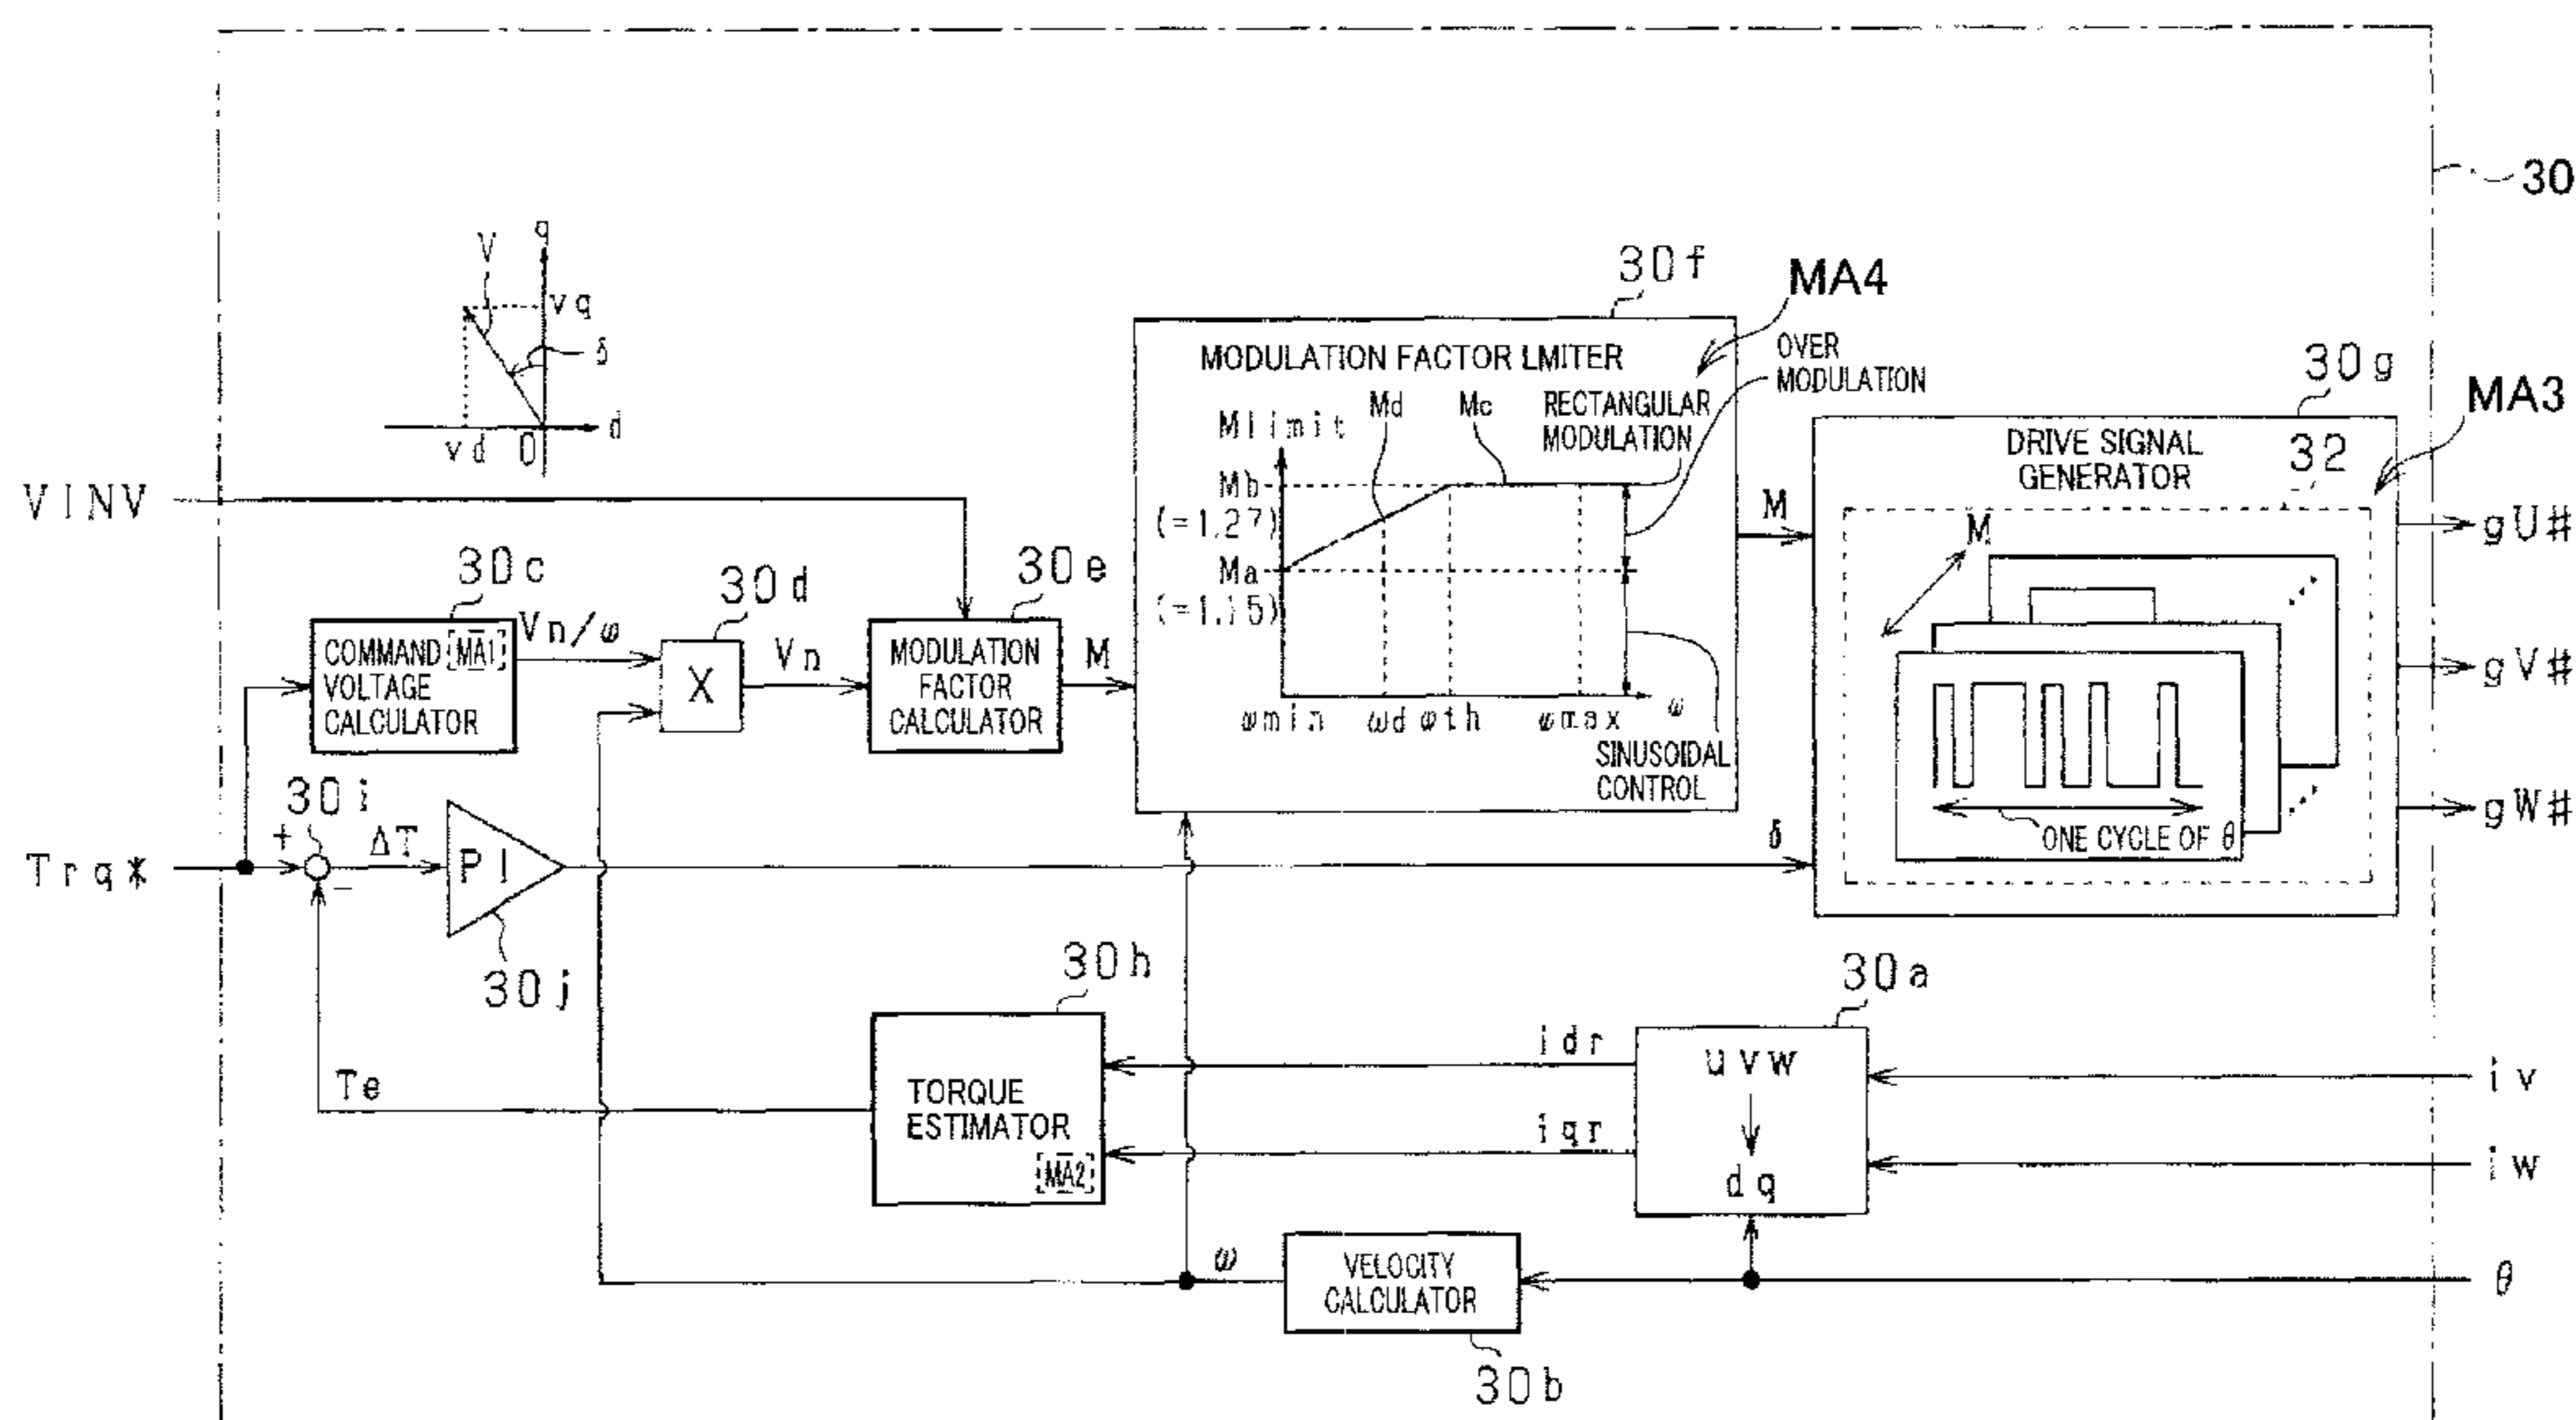 30
q
V
vq
δ
d
vd
0
30f
MA4
MODULATION FACTOR LMITER
OVER
MODULATION
Md
Mc
RECTANGULAR
MODULATION
Mlimit
Mb
(=1.27)
Ma
(=1.15)
ωmin
ωd
ωth
ωmax
ω
SINUSOIDAL
CONTROL
30g
MA3
DRIVE SIGNAL
GENERATOR
32
M
M
ONE CYCLE OF θ
gU#
gV#
gW#
VINV
30c
COMMAND
MA1
VOLTAGE
CALCULATOR
Vn/ω
30d
X
Vn
30e
MODULATION
FACTOR
CALCULATOR
M
30i
Trq*
+
-
ΔT
PI
30j
δ
Te
30h
TORQUE
ESTIMATOR
MA2
idr
iqr
30a
uvw
dq
iv
iw
ω
VELOCITY
CALCULATOR
30b
θ